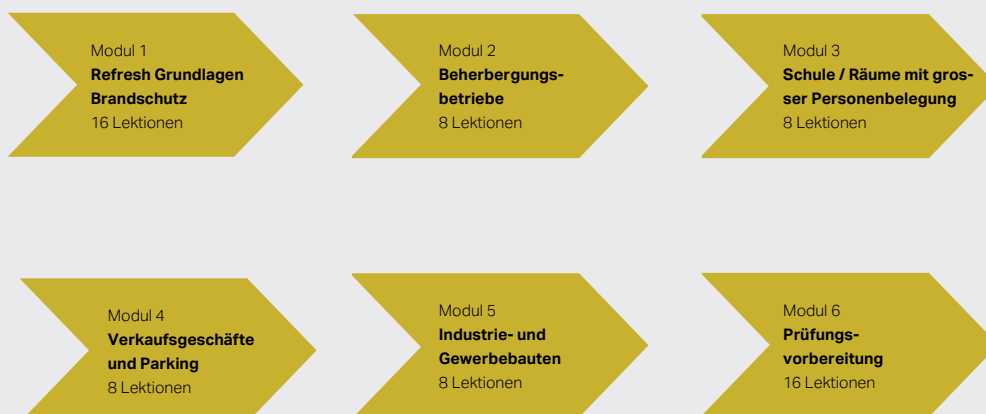 Modul 1
Refresh Grundlagen
Brandschutz
16 Lektionen
Modul 2
Beherbergungs-
betriebe
8 Lektionen
Modul 3
Schule / Räume mit gros-
ser Personenbelegung
8 Lektionen
Modul 4
Verkaufsgeschäfte
und Parking
8 Lektionen
Modul 5
Industrie- und
Gewerbebauten
8 Lektionen
Modul 6
Prüfungs-
vorbereitung
16 Lektionen